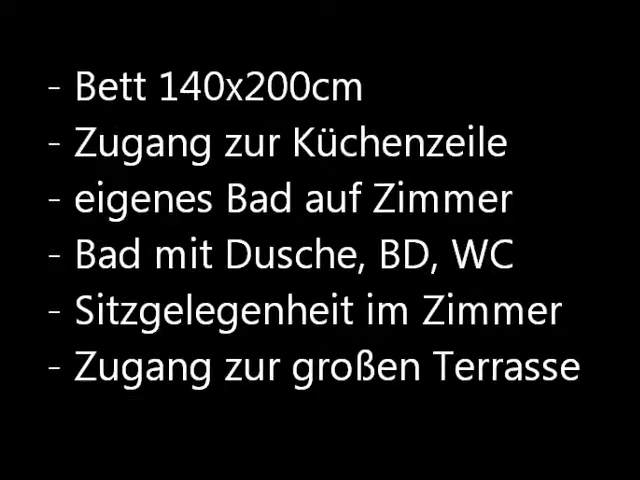 - Bett 140x200cm
- Zugang zur Küchenzeile
- eigenes Bad auf Zimmer
- Bad mit Dusche, BD, WC
- Sitzgelegenheit im Zimmer
- Zugang zur großen Terrasse